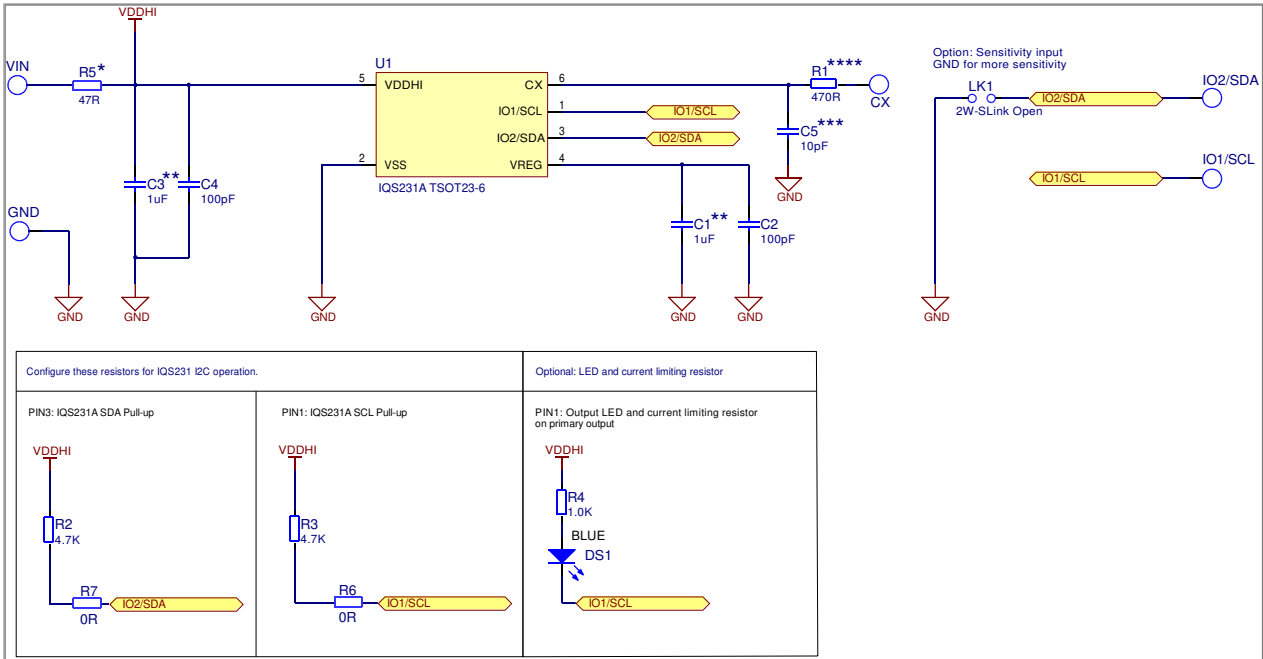 VDDHI
VIN
R5*
47R
C3**
1uF
C4
100pF
GND
GND
GND
U1
5
VDDHI
CX
6
IO1/SCL
1
IO1/SCL
IO2/SDA
3
IO2/SDA
2
VSS
VREG
4
IQS231A TSOT23-6
GND
R1****
470R
CX
C5***
10pF
GND
C1**
1uF
C2
100pF
GND
GND
Option: Sensitivity input
GND for more sensitivity
LK1
2W-SLink Open
IO2/SDA
IO2/SDA
IO1/SCL
IO1/SCL
GND
Configure these resistors for IQS231 I2C operation.
Optional: LED and current limiting resistor
PIN3: IQS231A SDA Pull-up
VDDHI
R2
4.7K
R7
0R
IO2/SDA
PIN1: IQS231A SCL Pull-up
VDDHI
R3
4.7K
R6
0R
IO1/SCL
PIN1: Output LED and current limiting resistor
on primary output
VDDHI
R4
1.0K
BLUE
DS1
IO1/SCL